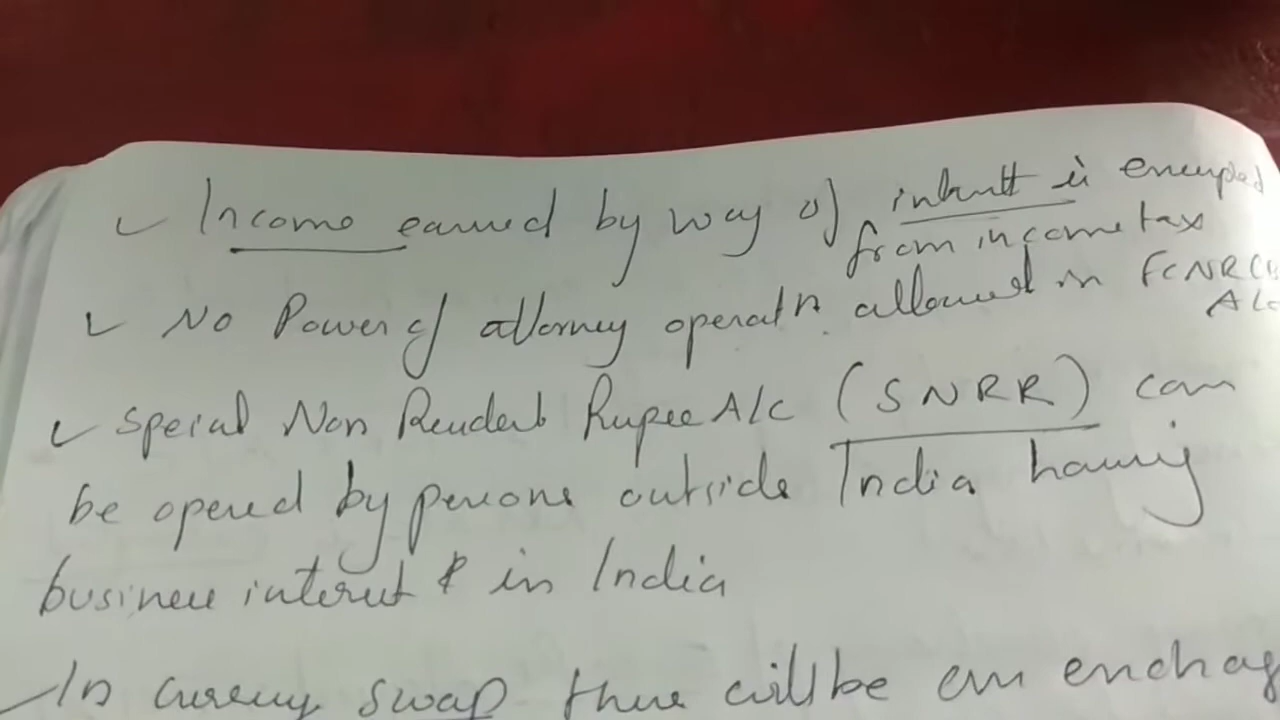 Income earned by way of interest is exempted
from income tax
No Power of attorney operatn. allowed in FCNR(B
A/c
Special Non Resident Rupee A/c (SNRR) can
be opened by persons outside India having
business interest in India
In currency swap there will be an exchag